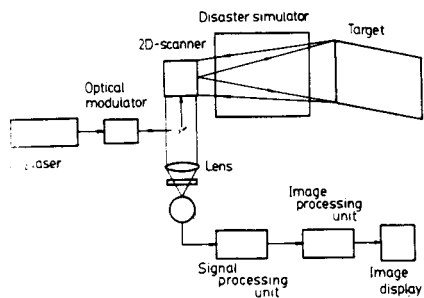 Disaster simulator
Target
2D-scanner
Optical
modulator
laser
Lens
Image
processing
unit
Signal
processing
unit
Image
display